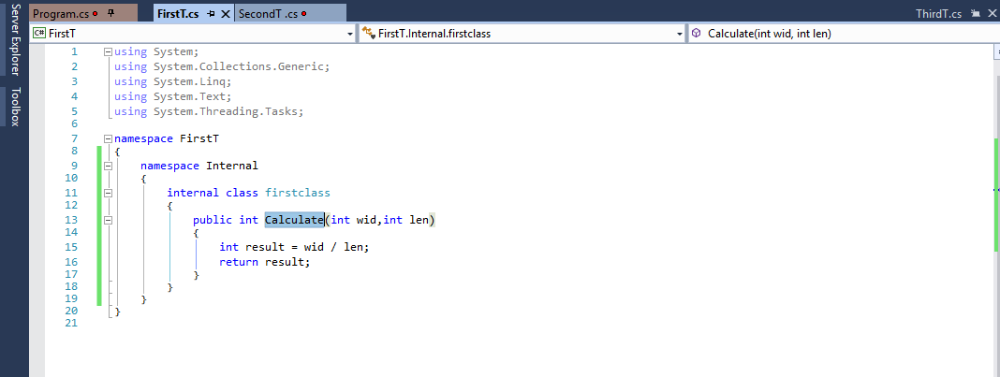 Server Explorer
Toolbox
Program.cs
FirstT.cs
SecondT .cs
ThirdT.cs
C# FirstT
FirstT.Internal.firstclass
Calculate(int wid, int len)
1 using System;
2 using System.Collections.Generic;
3 using System.Linq;
4 using System.Text;
5 using System.Threading.Tasks;
6
7 namespace FirstT
8 {
9 namespace Internal
10 {
11 internal class firstclass
12 {
13 public int Calculate(int wid,int len)
14 {
15 int result = wid / len;
16 return result;
17 }
18 }
19 }
20 }
21